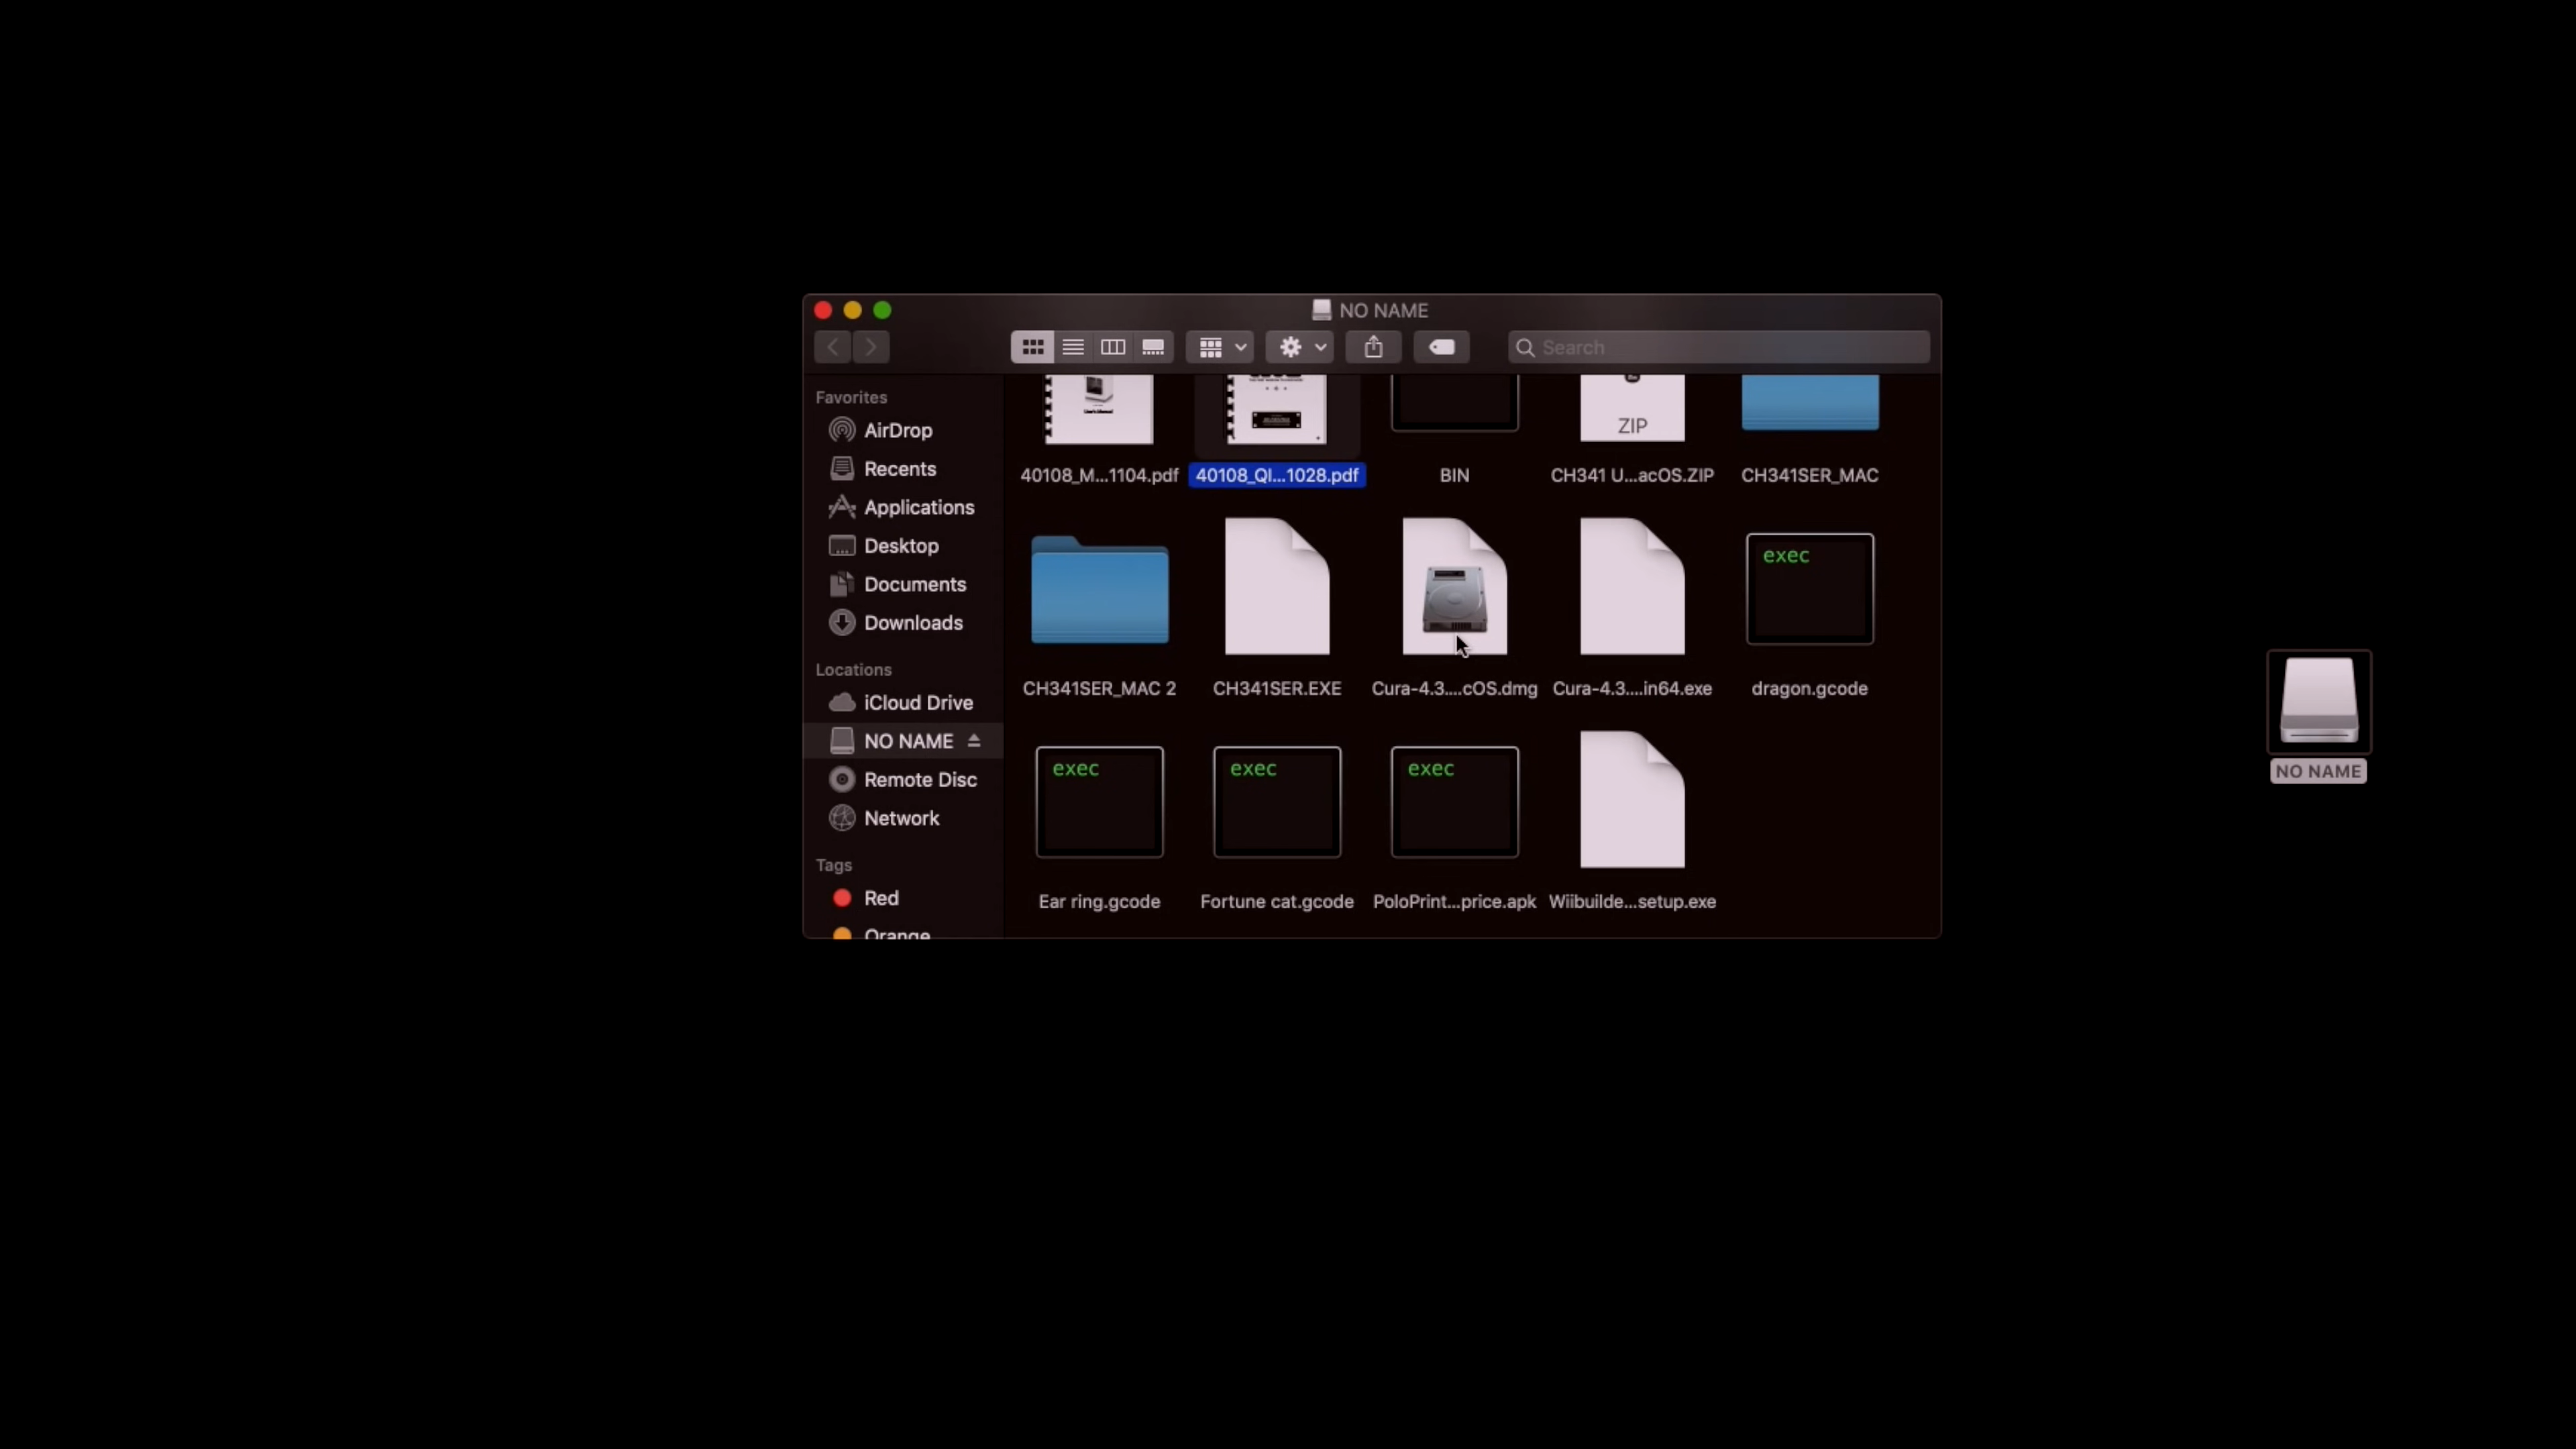 NO NAME
Search
Favorites
AirDrop
Recents
Applications
Desktop
Documents
Downloads
Locations
iCloud Drive
NO NAME
Remote Disc
Network
Tags
Red
Orange
User's Manual
ZIP
40108_M...1104.pdf
40108_QI...1028.pdf
BIN
CH341 U...acOS.ZIP
CH341SER_MAC
exec
CH341SER_MAC 2
CH341SER.EXE
Cura-4.3....cOS.dmg
Cura-4.3....in64.exe
dragon.gcode
exec
exec
exec
Ear ring.gcode
Fortune cat.gcode
PoloPrint...price.apk
Wiibuilde...setup.exe
NO NAME